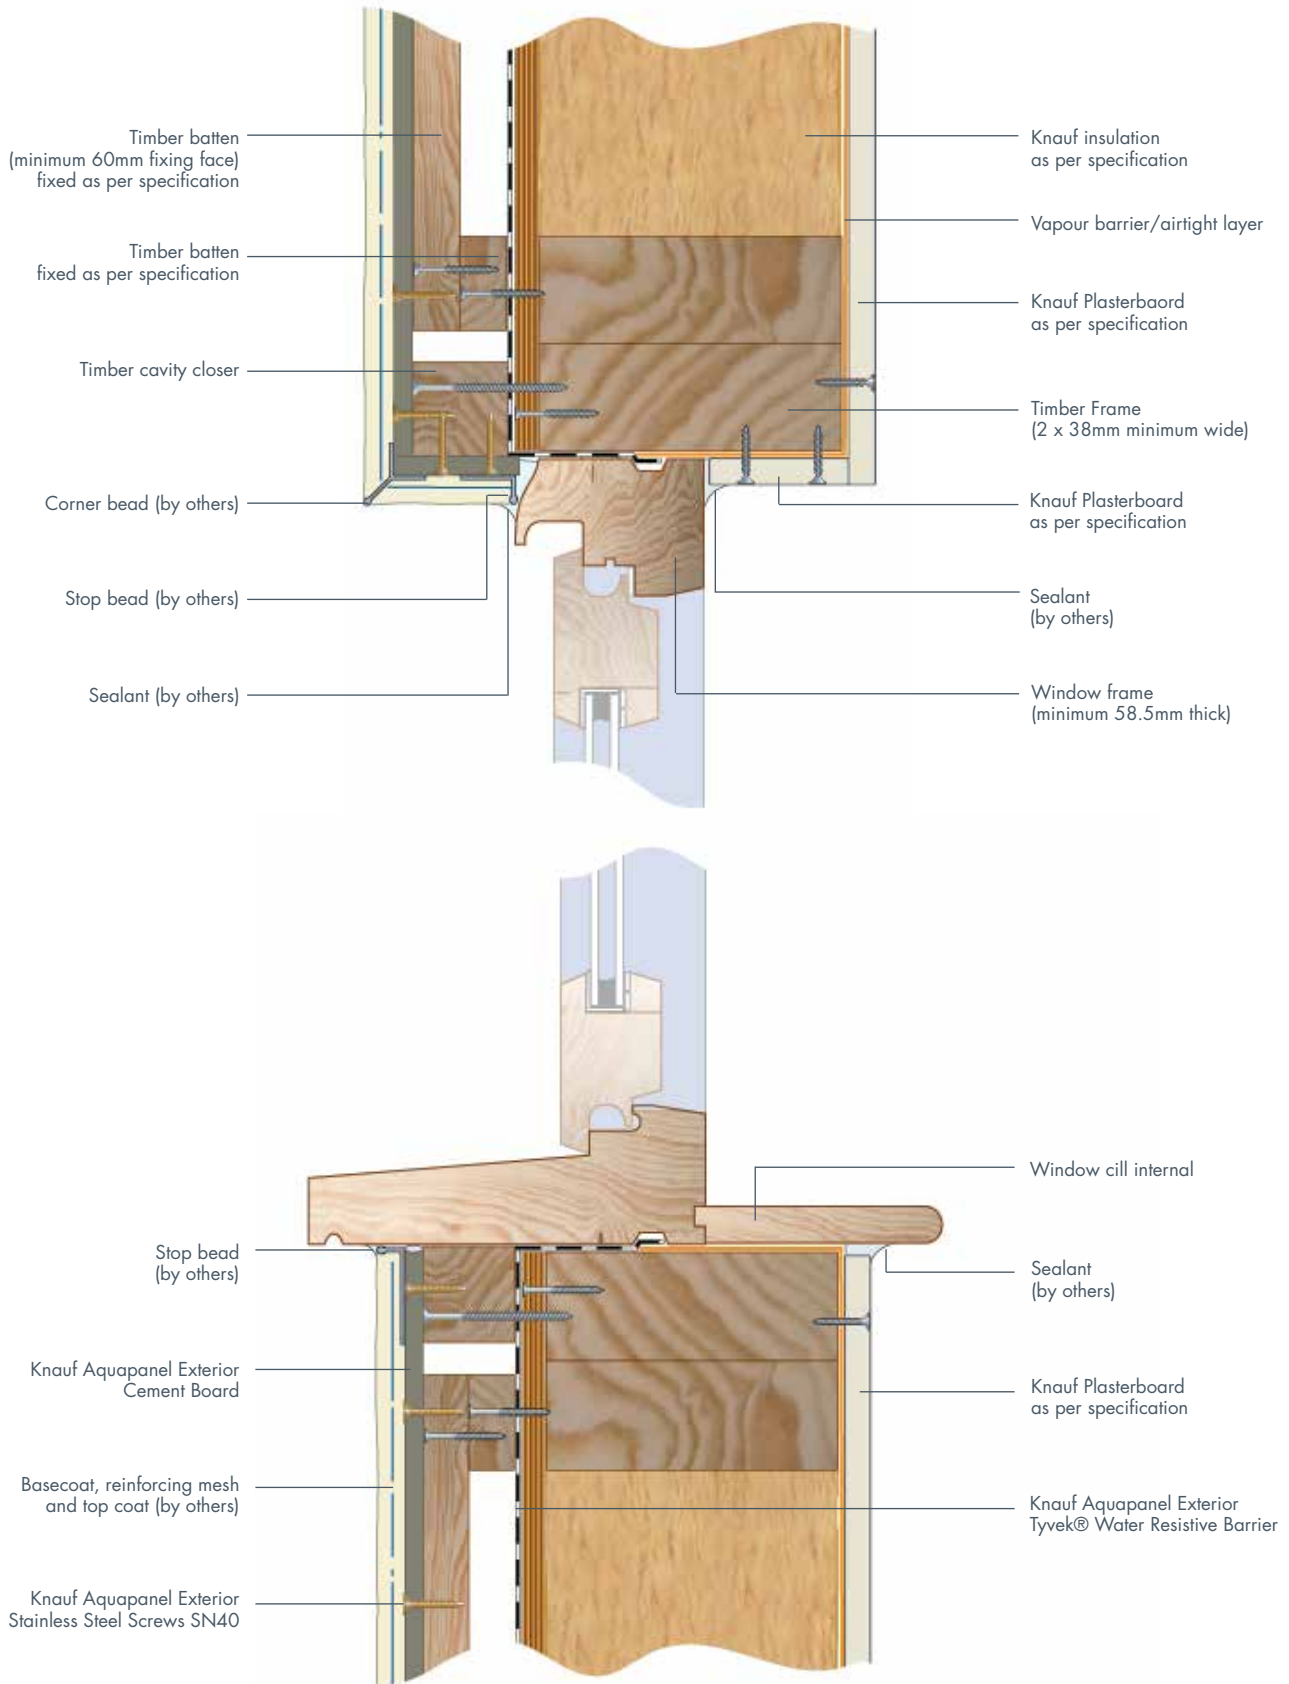 Timber batten
(minimum 60mm fixing face)
fixed as per specification
Timber batten
fixed as per specification
Timber cavity closer
Corner bead (by others)
Stop bead (by others)
Sealant (by others)
Knauf insulation
as per specification
Vapour barrier/airtight layer
Knauf Plasterbaord
as per specification
Timber Frame
(2 x 38mm minimum wide)
Knauf Plasterboard
as per specification
Sealant
(by others)
Window frame
(minimum 58.5mm thick)
Stop bead
(by others)
Knauf Aquapanel Exterior
Cement Board
Basecoat, reinforcing mesh
and top coat (by others)
Knauf Aquapanel Exterior
Stainless Steel Screws SN40
Window cill internal
Sealant
(by others)
Knauf Plasterboard
as per specification
Knauf Aquapanel Exterior
Tyvek® Water Resistive Barrier